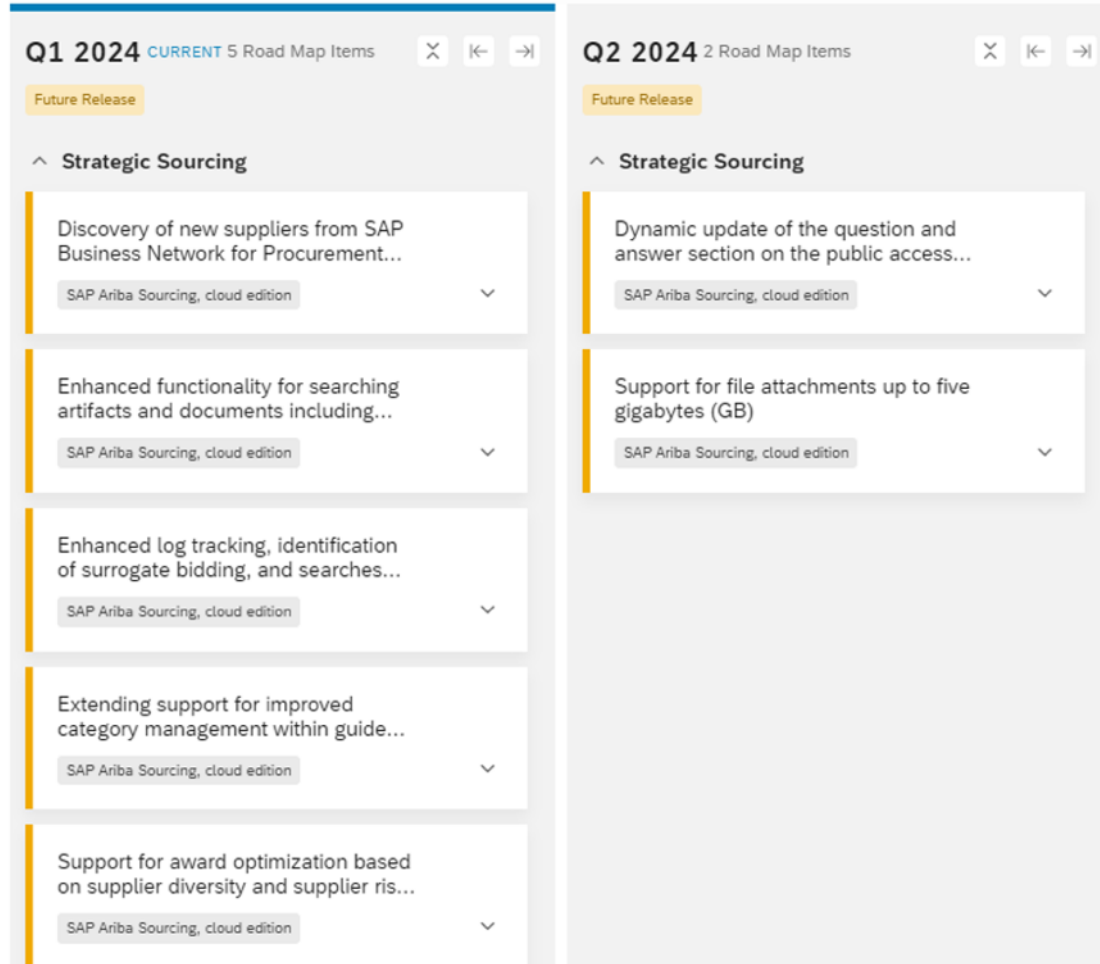 Q1 2024 CURRENT 5 Road Map Items
Future Release
Strategic Sourcing
Discovery of new suppliers from SAP
Business Network for Procurement...
SAP Ariba Sourcing, cloud edition
Enhanced functionality for searching
artifacts and documents including...
SAP Ariba Sourcing, cloud edition
Enhanced log tracking, identification
of surrogate bidding, and searches...
SAP Ariba Sourcing, cloud edition
Extending support for improved
category management within guide...
SAP Ariba Sourcing, cloud edition
Support for award optimization based
on supplier diversity and supplier ris...
SAP Ariba Sourcing, cloud edition
Q2 2024 2 Road Map Items
Future Release
Strategic Sourcing
Dynamic update of the question and
answer section on the public access...
SAP Ariba Sourcing, cloud edition
Support for file attachments up to five
gigabytes (GB)
SAP Ariba Sourcing, cloud edition